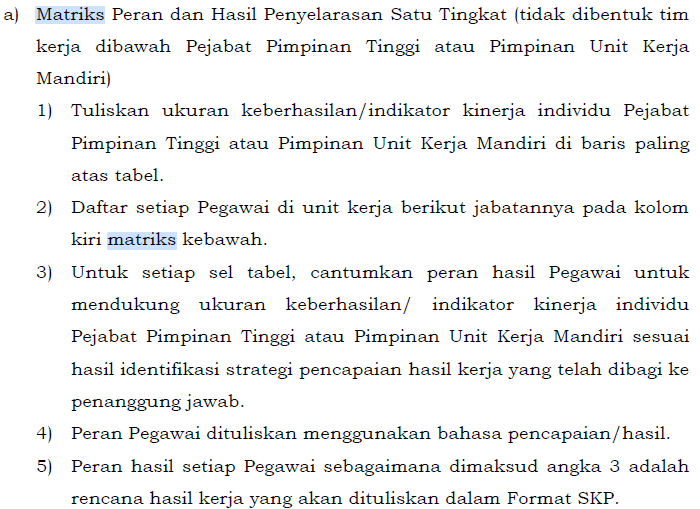 a) Matriks Peran dan Hasil Penyelarasan Satu Tingkat (tidak dibentuk tim
kerja dibawah Pejabat Pimpinan Tinggi atau Pimpinan Unit Kerja
Mandiri)
1) Tuliskan ukuran keberhasilan/indikator kinerja individu Pejabat
Pimpinan Tinggi atau Pimpinan Unit Kerja Mandiri di baris paling
atas tabel.
2) Daftar setiap Pegawai di unit kerja berikut jabatannya pada kolom
kiri matriks kebawah.
3) Untuk setiap sel tabel, cantumkan peran hasil Pegawai untuk
mendukung ukuran keberhasilan/ indikator kinerja individu
Pejabat Pimpinan Tinggi atau Pimpinan Unit Kerja Mandiri sesuai
hasil identifikasi strategi pencapaian hasil kerja yang telah dibagi ke
penanggung jawab.
4) Peran Pegawai dituliskan menggunakan bahasa pencapaian/hasil.
5) Peran hasil setiap Pegawai sebagaimana dimaksud angka 3 adalah
rencana hasil kerja yang akan dituliskan dalam Format SKP.